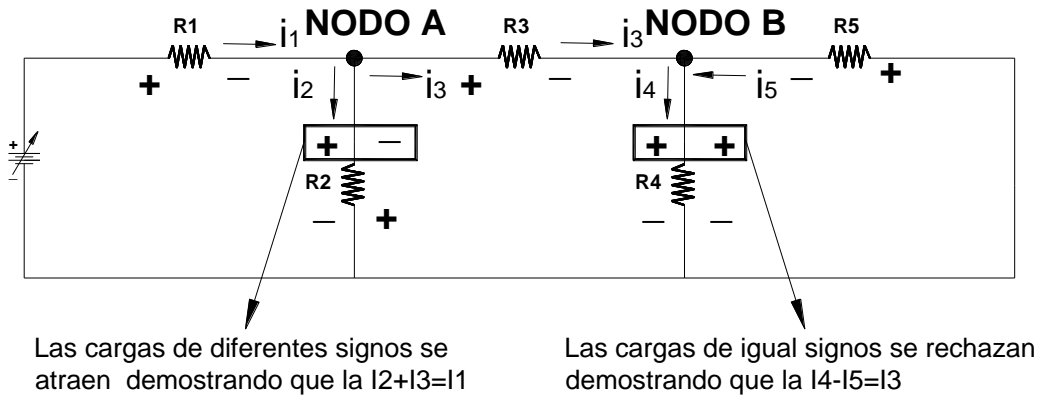 NODO A
NODO B
R1
i1
R3
i3
R5
i2
i3
i4
i5
+
–
+
–
–
+
+
–
+ –
+ +
R2
R4
– +
– –
Las cargas de diferentes signos se
atraen demostrando que la I2+I3=I1
Las cargas de igual signos se rechazan
demostrando que la I4-I5=I3